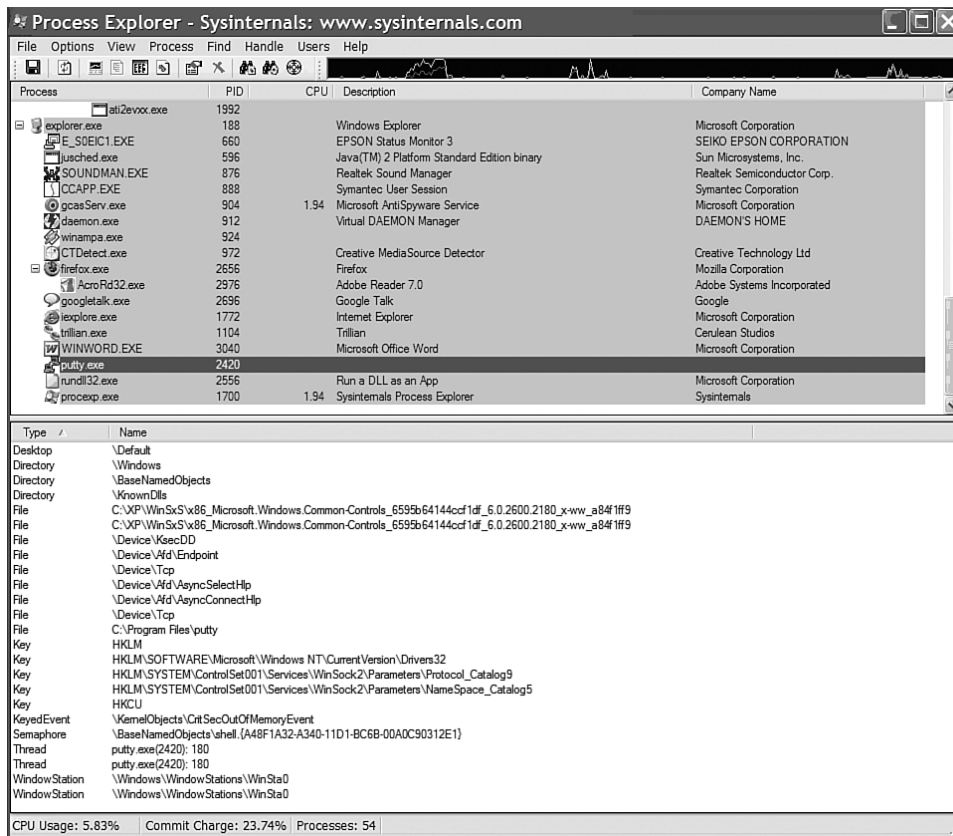 Process Explorer - Sysinternals: www.sysinternals.com
File Options View Process Find Handle Users Help
Process PID CPU Description Company Name
ati2evxx.exe 1992
explorer.exe 188 Windows Explorer Microsoft Corporation
E_S0EIC1.EXE 660 EPSON Status Monitor 3 SEIKO EPSON CORPORATION
jusched.exe 596 Java(TM) 2 Platform Standard Edition binary Sun Microsystems, Inc.
SOUNDMAN.EXE 876 Realtek Sound Manager Realtek Semiconductor Corp.
CCAPP.EXE 888 Symantec User Session Symantec Corporation
gcasServ.exe 904 1.94 Microsoft AntiSpyware Service Microsoft Corporation
daemon.exe 912 Virtual DAEMON Manager DAEMON'S HOME
winampa.exe 924
CTDetect.exe 972 Creative MediaSource Detector Creative Technology Ltd
firefox.exe 2656 Firefox Mozilla Corporation
AcroRd32.exe 2976 Adobe Reader 7.0 Adobe Systems Incorporated
googletalk.exe 2696 Google Talk Google
iexplore.exe 1772 Internet Explorer Microsoft Corporation
trillian.exe 1104 Trillian Cerulean Studios
WINWORD.EXE 3040 Microsoft Office Word Microsoft Corporation
putty.exe 2420
rundll32.exe 2556 Run a DLL as an App Microsoft Corporation
procexp.exe 1700 1.94 Sysinternals Process Explorer Sysinternals
Type Name
Desktop \Default
Directory \Windows
Directory \BaseNamedObjects
Directory \KnownDlls
File C:\XP\WinSxS\x86_Microsoft.Windows.Common-Controls_6595b64144ccf1df_6.0.2600.2180_x-ww_a84f1ff9
File C:\XP\WinSxS\x86_Microsoft.Windows.Common-Controls_6595b64144ccf1df_6.0.2600.2180_x-ww_a84f1ff9
File \Device\KsecDD
File \Device\Afd\Endpoint
File \Device\Tcp
File \Device\Afd\AsyncSelectHlp
File \Device\Afd\AsyncConnectHlp
File \Device\Tcp
File C:\Program Files\putty
Key HKLM
Key HKLM\SOFTWARE\Microsoft\Windows NT\CurrentVersion\Drivers32
Key HKLM\SYSTEM\ControlSet001\Services\WinSock2\Parameters\Protocol_Catalog9
Key HKLM\SYSTEM\ControlSet001\Services\WinSock2\Parameters\NameSpace_Catalog5
Key HKCU
KeyedEvent \KernelObjects\CritSecOutOfMemoryEvent
Semaphore \BaseNamedObjects\shell.{A48F1A32-A340-11D1-BC6B-00A0C90312E1}
Thread putty.exe(2420): 180
Thread putty.exe(2420): 180
WindowStation \Windows\WindowStations\WinSta0
WindowStation \Windows\WindowStations\WinSta0
CPU Usage: 5.83% Commit Charge: 23.74% Processes: 54